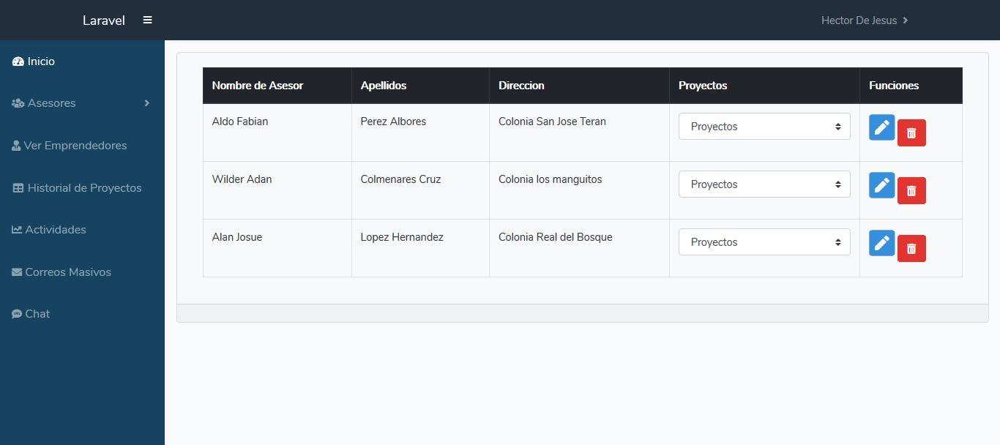 Laravel
Hector De Jesus
Inicio
Asesores
Ver Emprendedores
Historial de Proyectos
Actividades
Correos Masivos
Chat
Nombre de Asesor Apellidos Direccion Proyectos Funciones
Aldo Fabian Perez Albores Colonia San Jose Teran Proyectos
Wilder Adan Colmenares Cruz Colonia los manguitos Proyectos
Alan Josue Lopez Hernandez Colonia Real del Bosque Proyectos